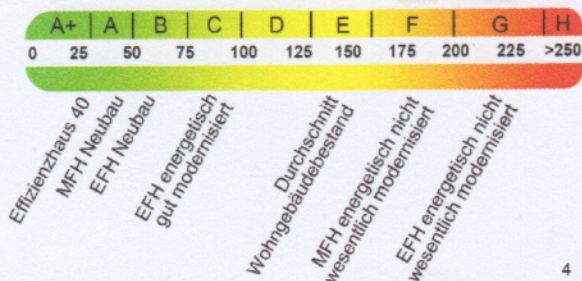 A+ A B C D E F G H
0 25 50 75 100 125 150 175 200 225 >250
Effizienzhaus 40
MFH Neubau
EFH Neubau
EFH energetisch
gut modernisiert
Durchschnitt
Wohngebäudebestand
MFH energetisch nicht
wesentlich modernisiert
EFH energetisch nicht
wesentlich modernisiert
4